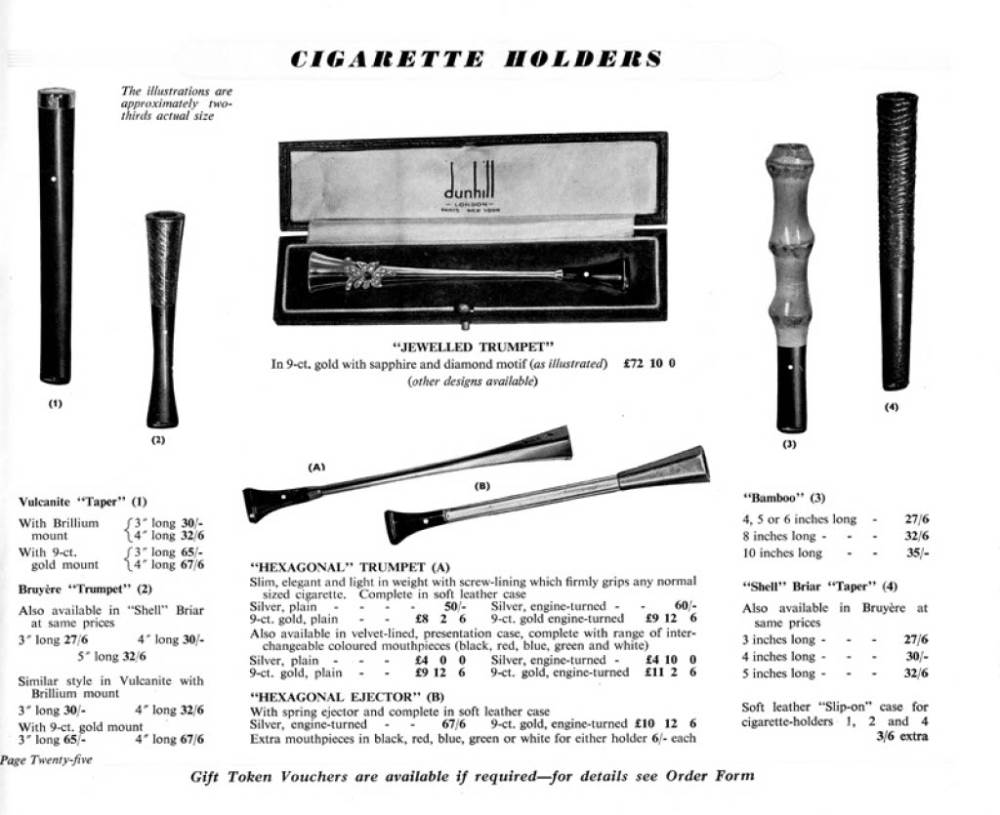 CIGARETTE HOLDERS
The illustrations are
approximately two-
thirds actual size
dunhill
— LONDON —
PARIS NEW YORK
"JEWELLED TRUMPET"
In 9-ct. gold with sapphire and diamond motif (as illustrated) £72 10 0
(other designs available)
(1)
(2)
(3)
(4)
(A)
(B)
Vulcanite "Taper" (1)
With Brillium mount { 3″ long 30/-
4″ long 32/6
With 9-ct. gold mount { 3″ long 65/-
4″ long 67/6
Bruyère "Trumpet" (2)
Also available in "Shell" Briar
at same prices
3″ long 27/6 4″ long 30/-
5″ long 32/6
Similar style in Vulcanite with
Brillium mount
3″ long 30/- 4″ long 32/6
With 9-ct. gold mount
3″ long 65/- 4″ long 67/6
"HEXAGONAL" TRUMPET (A)
Slim, elegant and light in weight with screw-lining which firmly grips any normal
sized cigarette. Complete in soft leather case
Silver, plain - - - - 50/- Silver, engine-turned - - 60/-
9-ct. gold, plain - - £8 2 6 9-ct. gold engine-turned £9 12 6
Also available in velvet-lined, presentation case, complete with range of inter-
changeable coloured mouthpieces (black, red, blue, green and white)
Silver, plain - - - £4 0 0 Silver, engine-turned - £4 10 0
9-ct. gold, plain - - £9 12 6 9-ct. gold, engine-turned £11 2 6
"HEXAGONAL EJECTOR" (B)
With spring ejector and complete in soft leather case
Silver, engine-turned - - 67/6 9-ct. gold, engine-turned £10 12 6
Extra mouthpieces in black, red, blue, green or white for either holder 6/- each
"Bamboo" (3)
4, 5 or 6 inches long - 27/6
8 inches long - - - 32/6
10 inches long - - 35/-
"Shell" Briar "Taper" (4)
Also available in Bruyère at
same prices
3 inches long - - - 27/6
4 inches long - - - 30/-
5 inches long - - - 32/6
Soft leather "Slip-on" case for
cigarette-holders 1, 2 and 4
3/6 extra
Page Twenty-five
Gift Token Vouchers are available if required—for details see Order Form